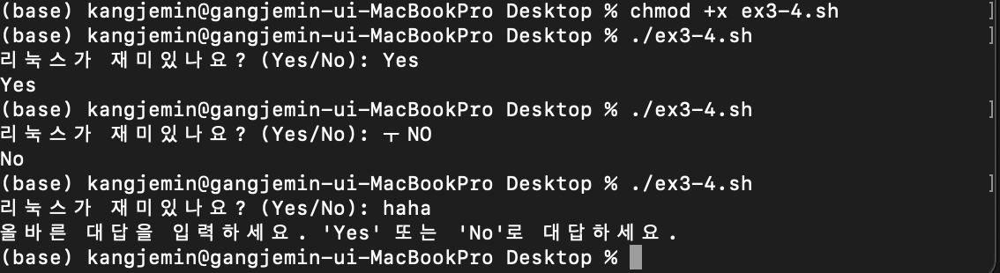 (base) kangjemin@gangjemin-ui-MacBookPro Desktop % chmod +x ex3-4.sh ]
(base) kangjemin@gangjemin-ui-MacBookPro Desktop % ./ex3-4.sh ]
리눅스가 재미있나요? (Yes/No): Yes
Yes
(base) kangjemin@gangjemin-ui-MacBookPro Desktop % ./ex3-4.sh ]
리눅스가 재미있나요? (Yes/No): ㅜNO
No
(base) kangjemin@gangjemin-ui-MacBookPro Desktop % ./ex3-4.sh ]
리눅스가 재미있나요? (Yes/No): haha
올바른 대답을 입력하세요. 'Yes' 또는 'No'로 대답하세요.
(base) kangjemin@gangjemin-ui-MacBookPro Desktop %